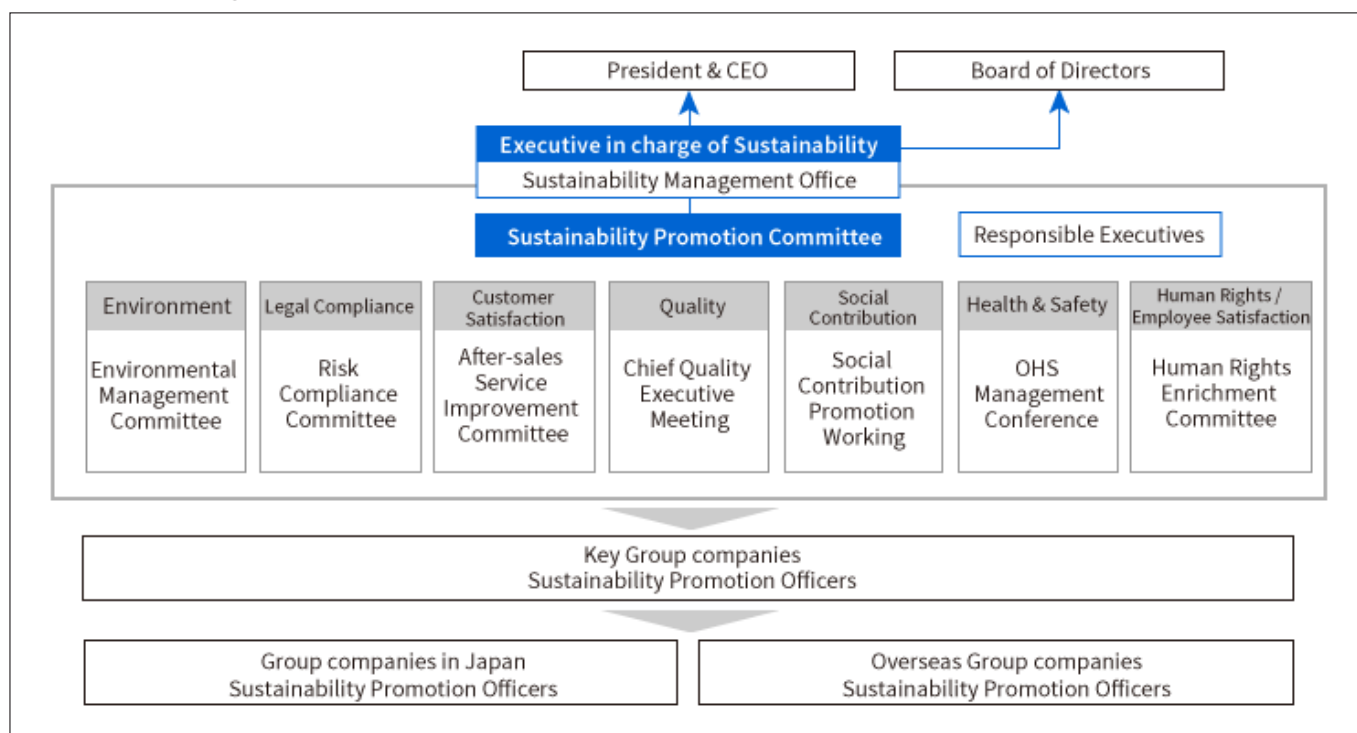 President & CEO
Board of Directors
Executive in charge of Sustainability
Sustainability Management Office
Sustainability Promotion Committee
Responsible Executives
Environment
Environmental
Management
Committee
Legal Compliance
Risk
Compliance
Committee
Customer
Satisfaction
After-sales
Service
Improvement
Committee
Quality
Chief Quality
Executive
Meeting
Social
Contribution
Social
Contribution
Promotion
Working
Health & Safety
OHS
Management
Conference
Human Rights /
Employee Satisfaction
Human Rights
Enrichment
Committee
Key Group companies
Sustainability Promotion Officers
Group companies in Japan
Sustainability Promotion Officers
Overseas Group companies
Sustainability Promotion Officers